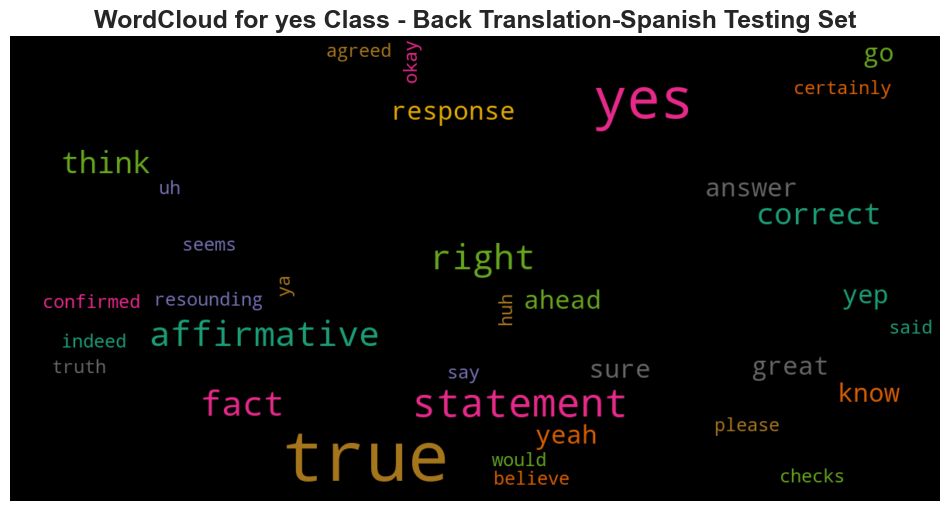 WordCloud for yes Class - Back Translation-Spanish Testing Set
agreed
okay
go
yes
certainly
response
think
uh
answer
correct
seems
right
ya
confirmed
resounding
huh
ahead
yep
said
indeed
affirmative
truth
say
sure
great
know
fact
statement
please
yeah
true
would
believe
checks